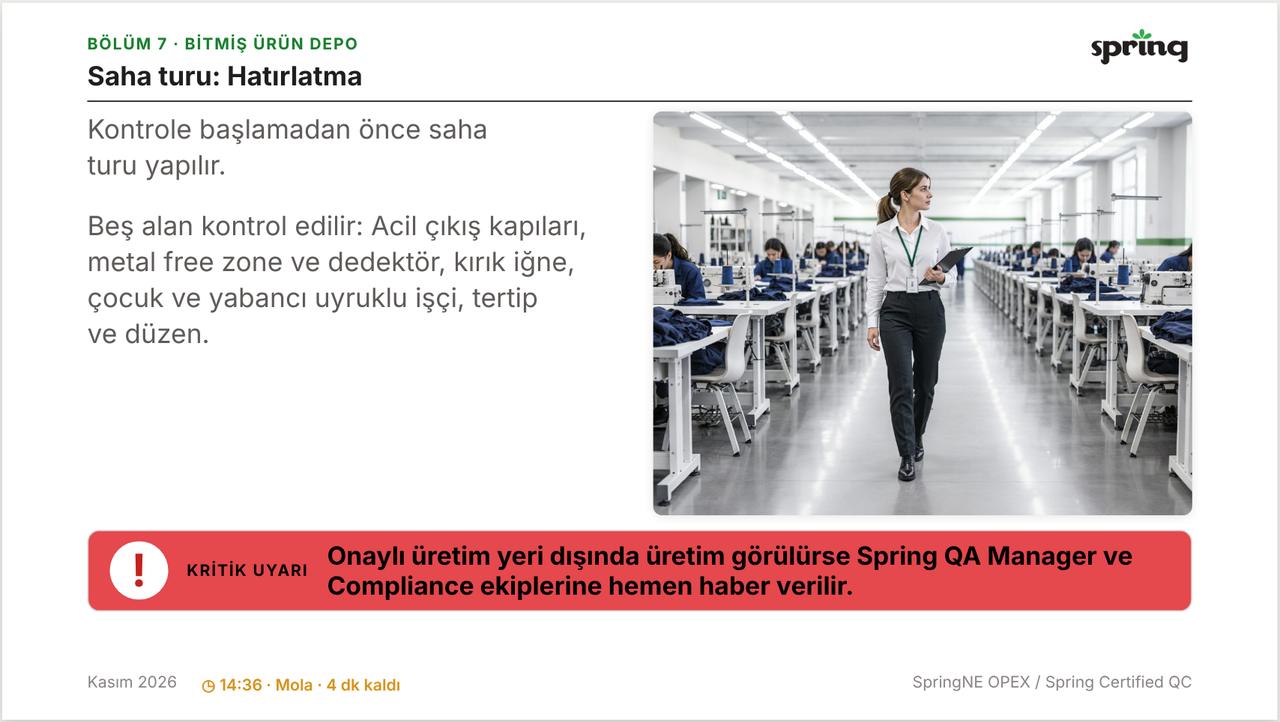 BÖLÜM 7 · BİTMİŞ ÜRÜN DEPO
spring
Saha turu: Hatırlatma
Kontrole başlamadan önce saha
turu yapılır.
Beş alan kontrol edilir: Acil çıkış kapıları,
metal free zone ve dedektör, kırık iğne,
çocuk ve yabancı uyruklu işçi, tertip
ve düzen.
! KRİTİK UYARI
Onaylı üretim yeri dışında üretim görülürse Spring QA Manager ve
Compliance ekiplerine hemen haber verilir.
Kasım 2026 14:36 · Mola · 4 dk kaldı SpringNE OPEX / Spring Certified QC